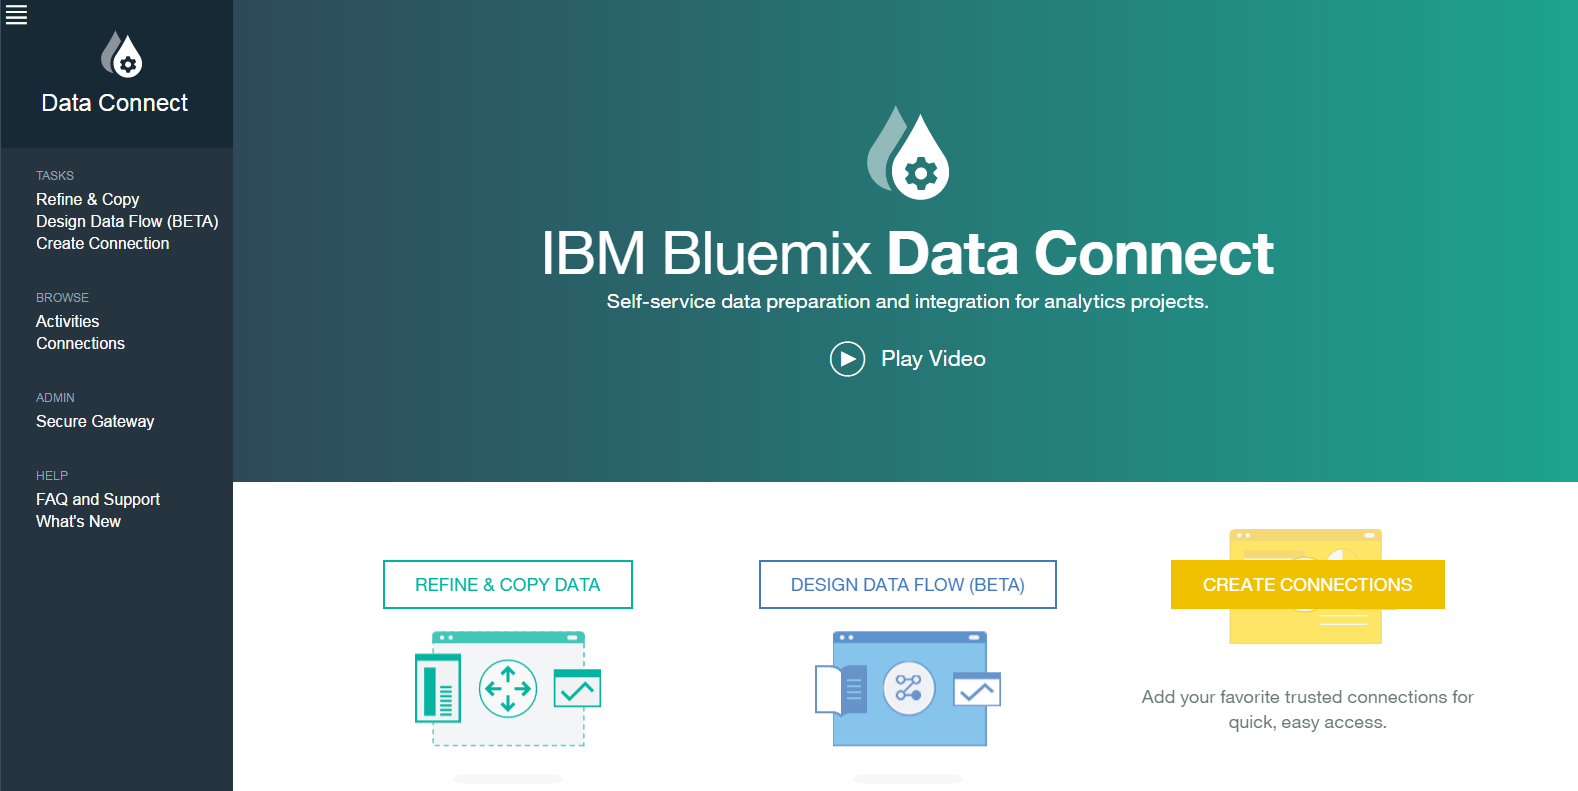 Data Connect
TASKS
Refine & Copy
Design Data Flow (BETA)
Create Connection
BROWSE
Activities
Connections
ADMIN
Secure Gateway
HELP
FAQ and Support
What's New
IBM Bluemix Data Connect
Self-service data preparation and integration for analytics projects.
Play Video
REFINE & COPY DATA
DESIGN DATA FLOW (BETA)
CREATE CONNECTIONS
Add your favorite trusted connections for
quick, easy access.